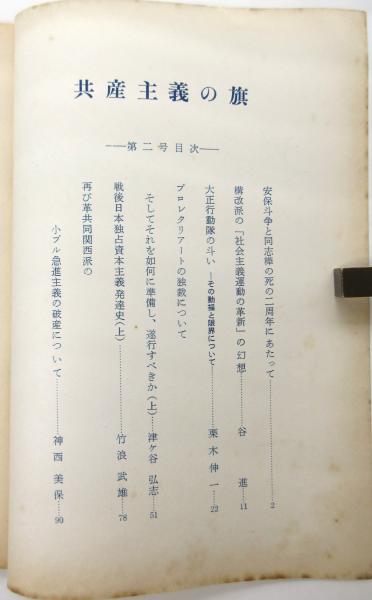 共産主義の旗
――第二号目次――
安保斗争と同志樺の死の二周年にあたって…………2
構改派の「社会主義運動の革新」の幻想…………谷 進…11
大正行動隊の斗い ―その動揺と限界について…………栗木伸一…22
プロレタリアートの独裁について
そしてそれを如何に準備し、遂行すべきか(上)…津ケ谷弘志…51
戦後日本独占資本主義発達史(上)…………竹浪武雄…78
再び革共同関西派の
小ブル急進主義の破産について…………神西美保…90